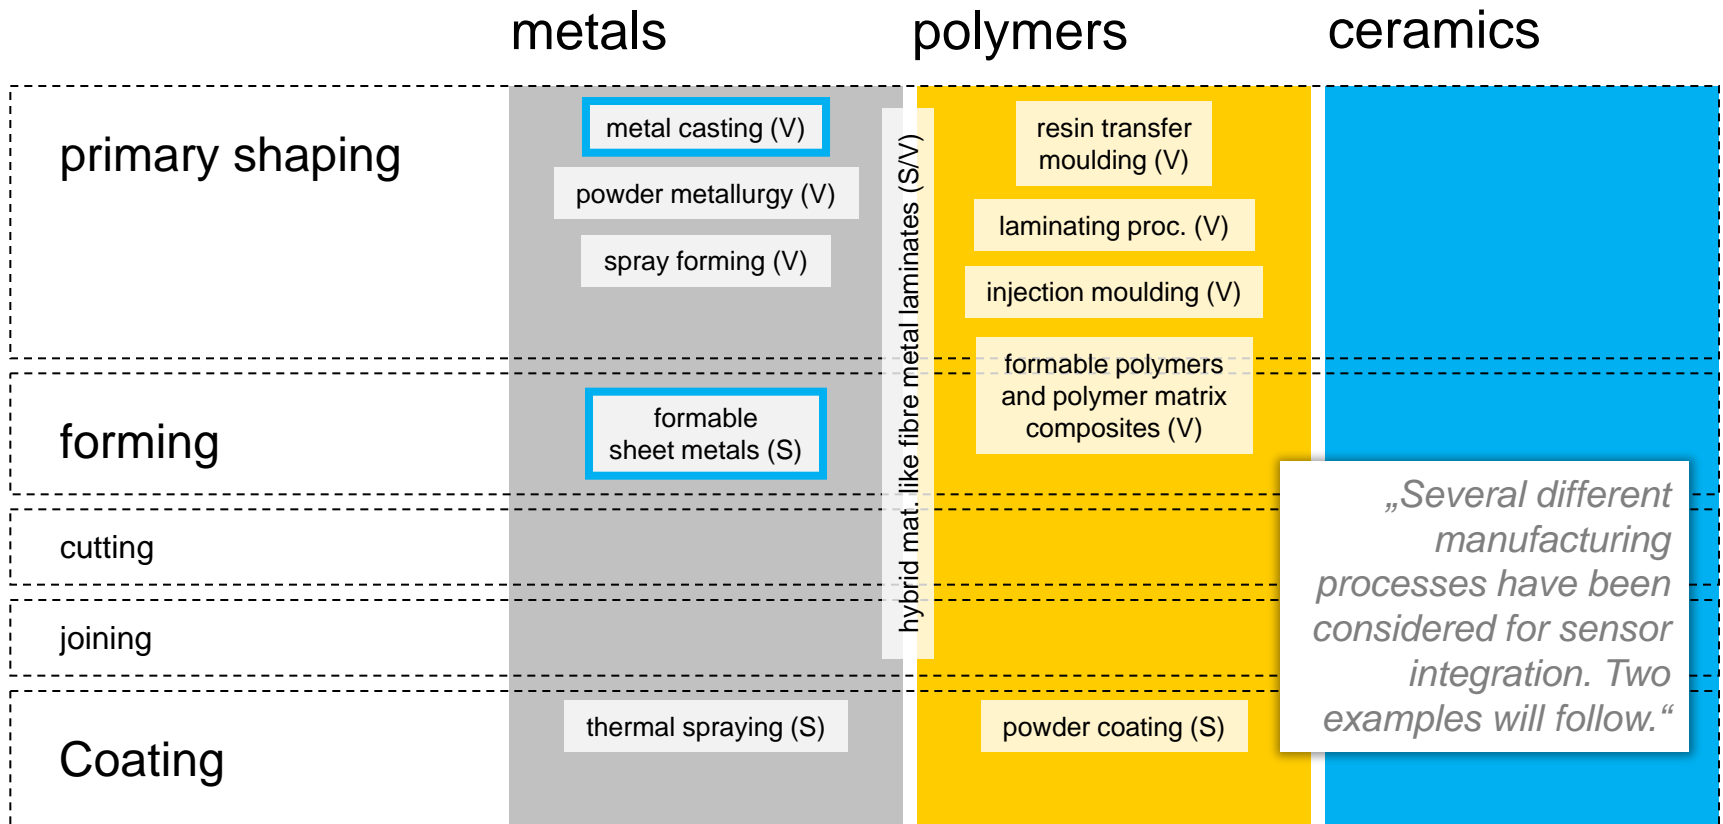 metals
polymers
ceramics
primary shaping
metal casting (V)
powder metallurgy (V)
spray forming (V)
hybrid mat. like fibre metal laminates (S/V)
resin transfer
moulding (V)
laminating proc. (V)
injection moulding (V)
formable polymers
and polymer matrix
composites (V)
forming
formable
sheet metals (S)
cutting
joining
Coating
thermal spraying (S)
powder coating (S)
„Several different
manufacturing
processes have been
considered for sensor
integration. Two
examples will follow.“